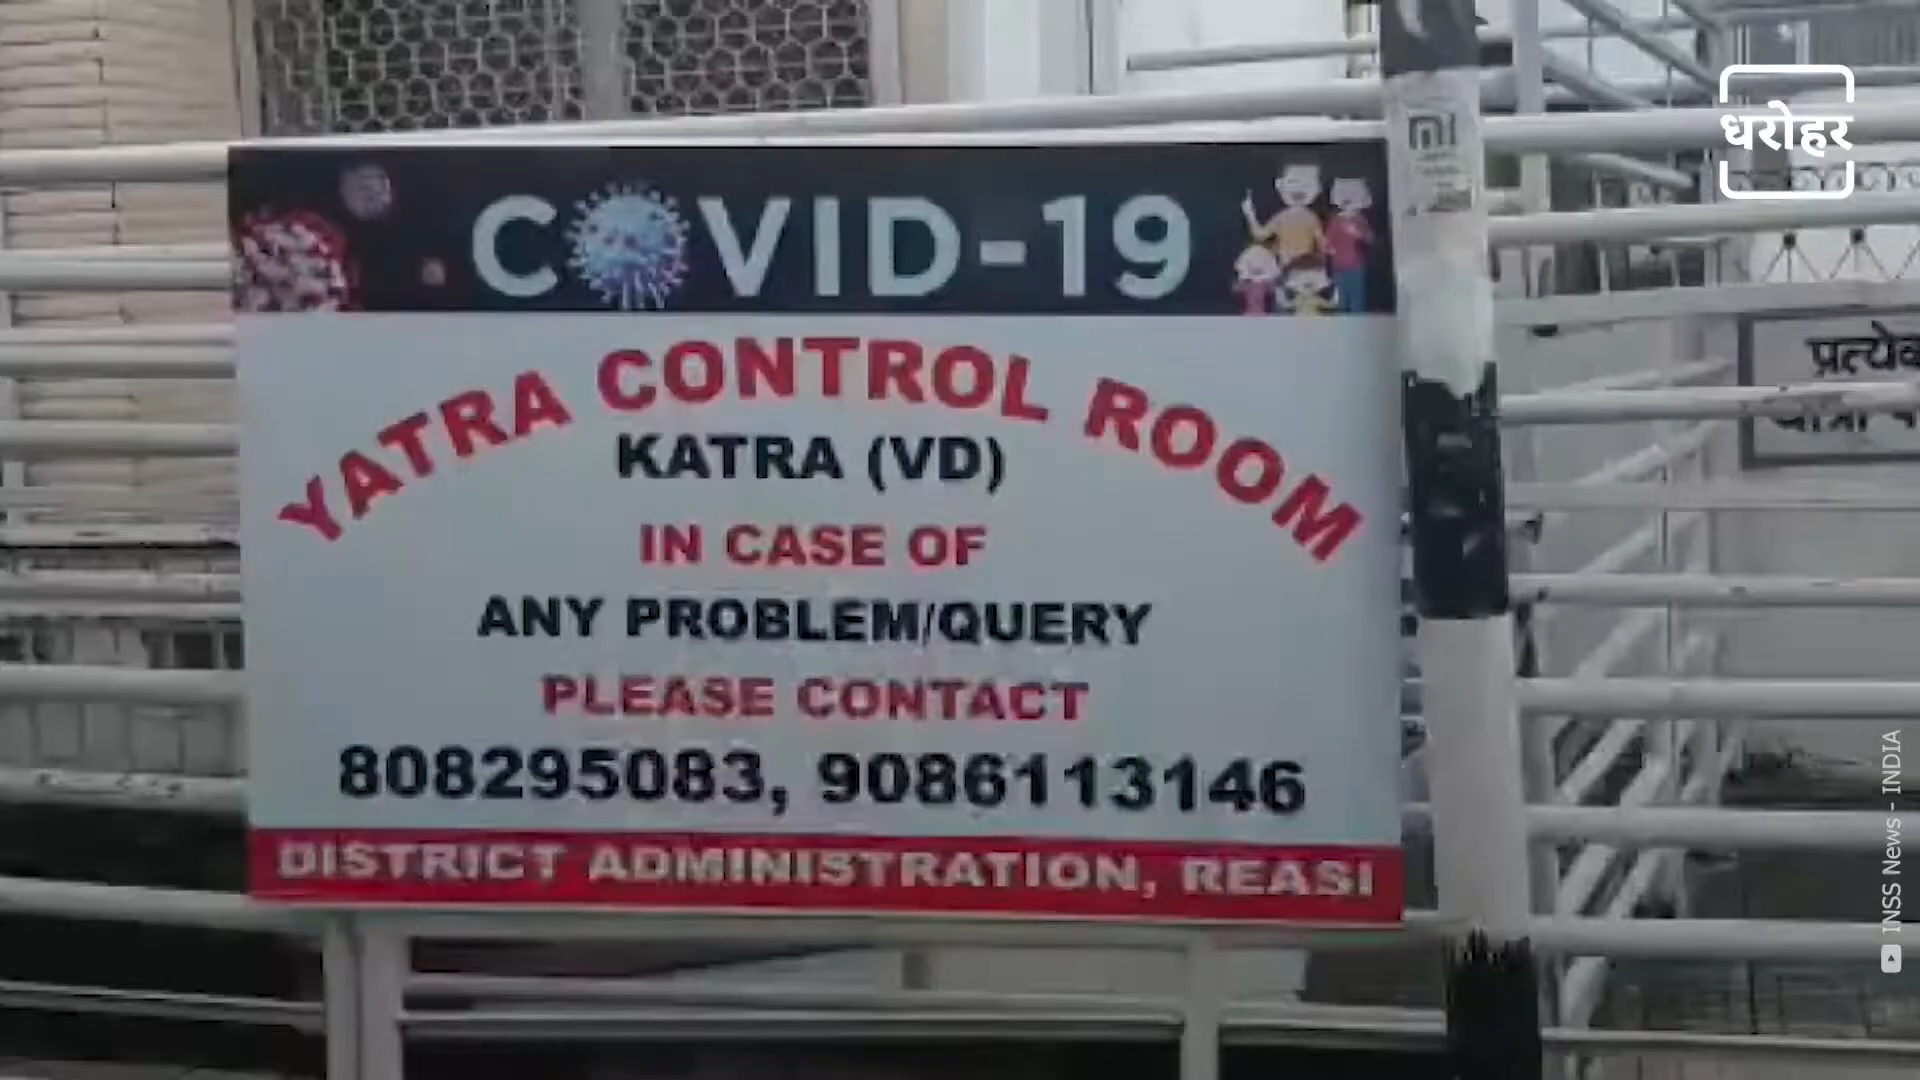 धरोहर
mi
COVID-19
YATRA CONTROL ROOM
KATRA (VD)
IN CASE OF
ANY PROBLEM/QUERY
PLEASE CONTACT
808295083, 9086113146
DISTRICT ADMINISTRATION, REASI
INSS News - INDIA